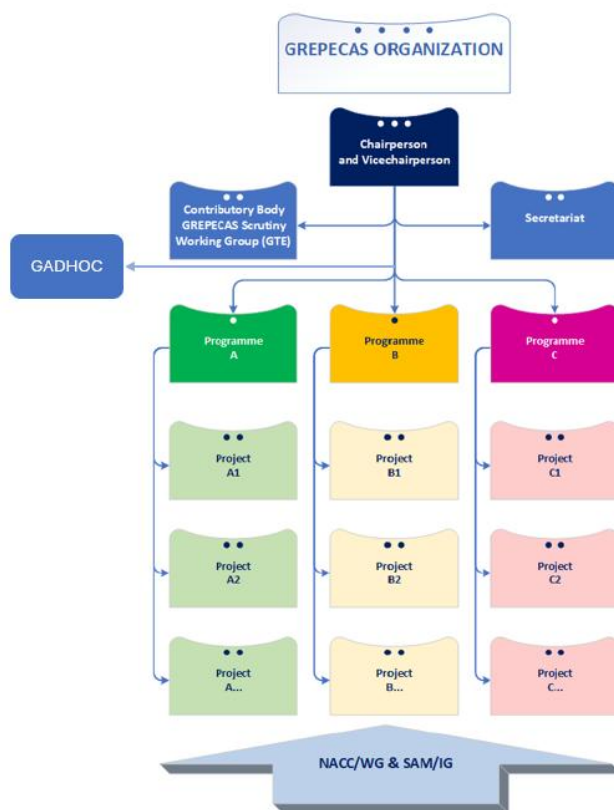 GREPECAS ORGANIZATION
Chairperson
and Vicechairperson
Contributory Body
GREPECAS Scrutiny
Working Group (GTE)
Secretariat
GADHOC
Programme
A
Programme
B
Programme
C
Project
A1
Project
B1
Project
C1
Project
A2
Project
B2
Project
C2
Project
A...
Project
B...
Project
C...
NACC/WG & SAM/IG